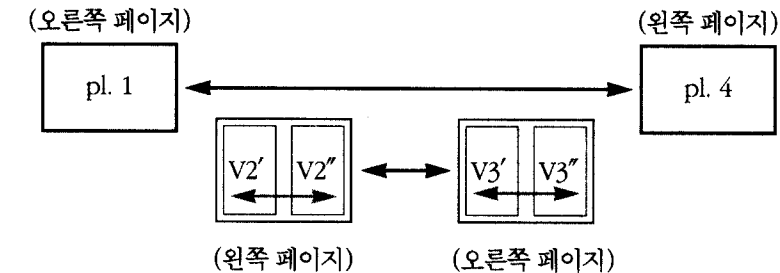 (오른쪽 페이지) (왼쪽 페이지)
pl. 1 pl. 4
V2′ V2″ V3′ V3″
(왼쪽 페이지) (오른쪽 페이지)